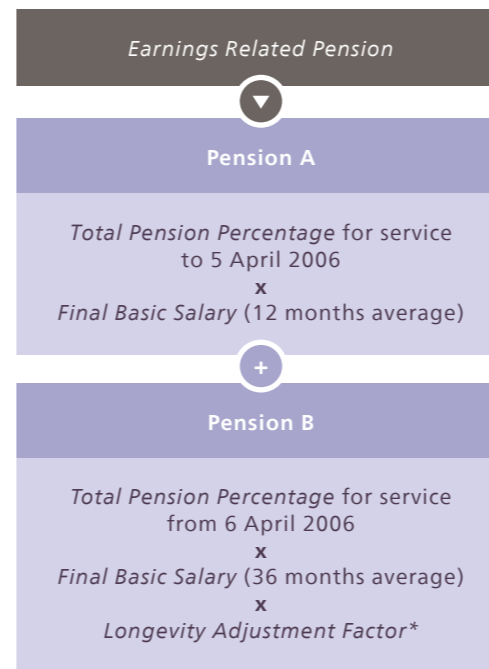 Earnings Related Pension
Pension A
Total Pension Percentage for service
to 5 April 2006
x
Final Basic Salary (12 months average)
+
Pension B
Total Pension Percentage for service
from 6 April 2006
x
Final Basic Salary (36 months average)
x
Longevity Adjustment Factor*